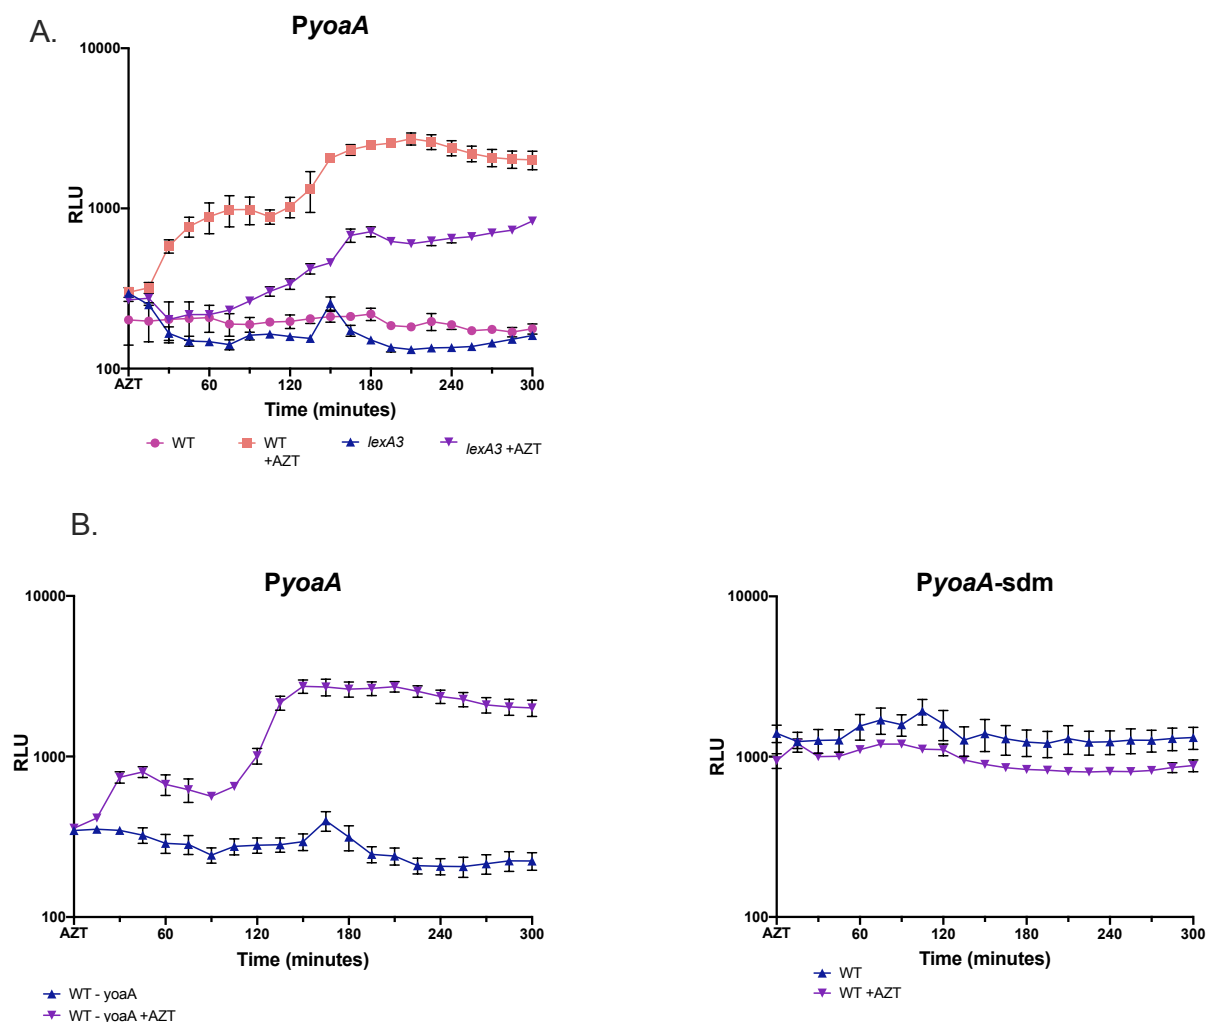 A.
PyoaA
10000
1000
100
RLU
AZT 60 120 180 240 300
Time (minutes)
WT WT +AZT lexA3 lexA3 +AZT
B.
PyoaA
10000
1000
100
RLU
AZT 60 120 180 240 300
Time (minutes)
WT - yoaA
WT - yoaA +AZT
PyoaA-sdm
10000
1000
100
RLU
AZT 60 120 180 240 300
Time (minutes)
WT
WT +AZT